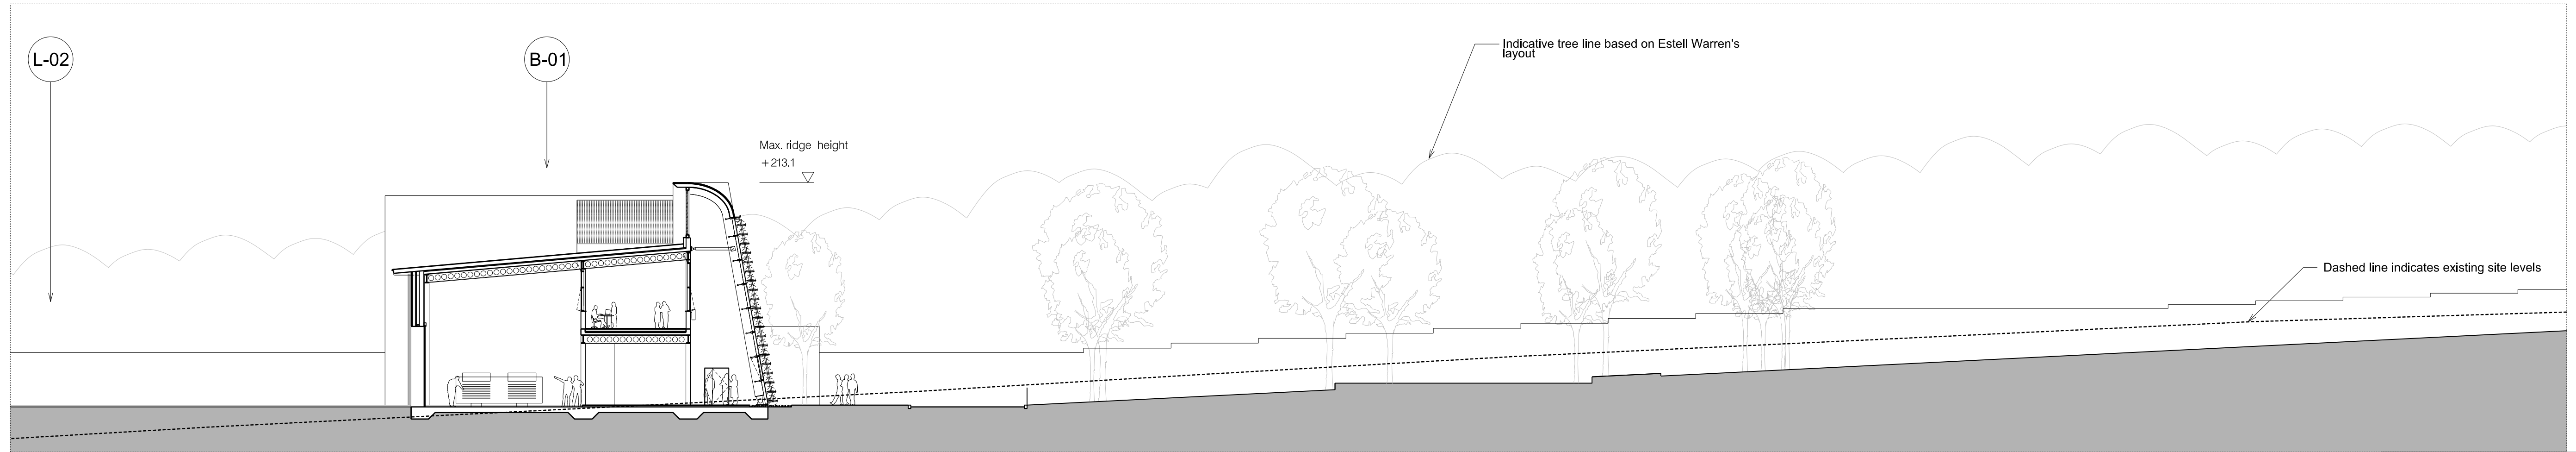 L-02
B-01
Indicative tree line based on Estell Warren's
layout
Max. ridge height
+213.1
Dashed line indicates existing site levels